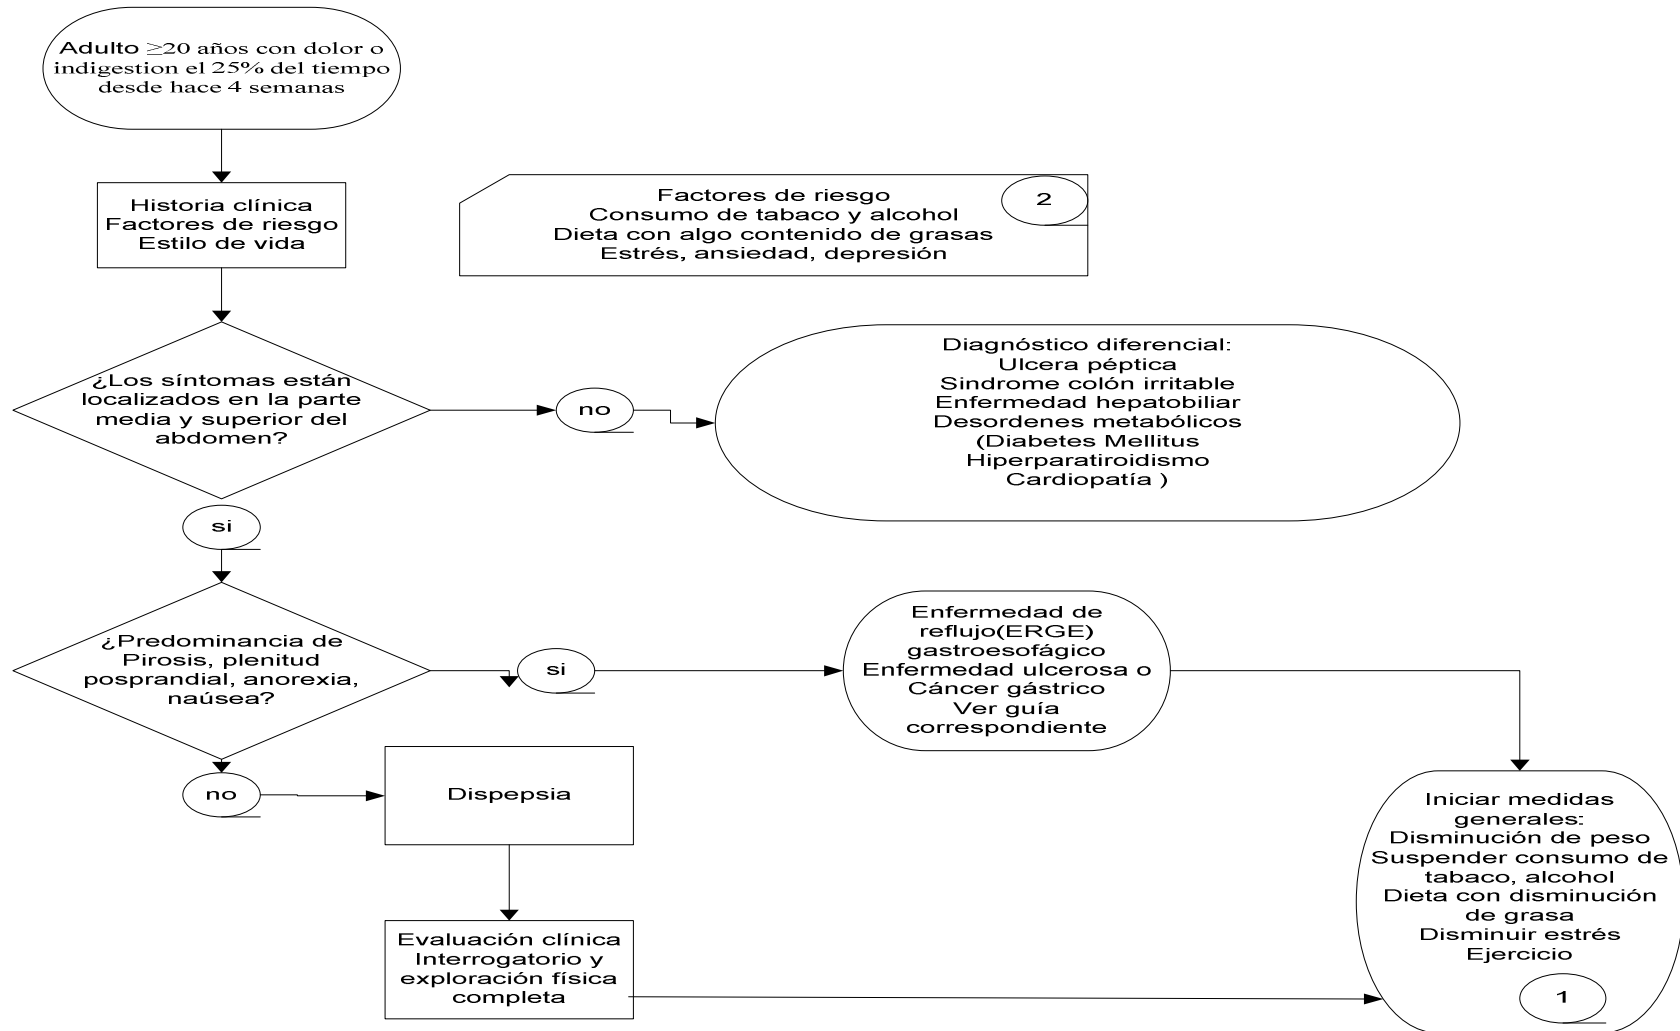 Adulto ≥20 años con dolor o
indigestion el 25% del tiempo
desde hace 4 semanas
Historia clínica
Factores de riesgo
Estilo de vida
Factores de riesgo
Consumo de tabaco y alcohol
Dieta con algo contenido de grasas
Estrés, ansiedad, depresión
2
¿Los síntomas están
localizados en la parte
media y superior del
abdomen?
no
Diagnóstico diferencial:
Ulcera péptica
Sindrome colón irritable
Enfermedad hepatobiliar
Desordenes metabólicos
(Diabetes Mellitus
Hiperparatiroidismo
Cardiopatía )
si
¿Predominancia de
Pirosis, plenitud
posprandial, anorexia,
naúsea?
si
Enfermedad de
reflujo(ERGE)
gastroesofágico
Enfermedad ulcerosa o
Cáncer gástrico
Ver guía
correspondiente
no
Dispepsia
Iniciar medidas
generales:
Disminución de peso
Suspender consumo de
tabaco, alcohol
Dieta con disminución
de grasa
Disminuir estrés
Ejercicio
1
Evaluación clínica
Interrogatorio y
exploración física
completa